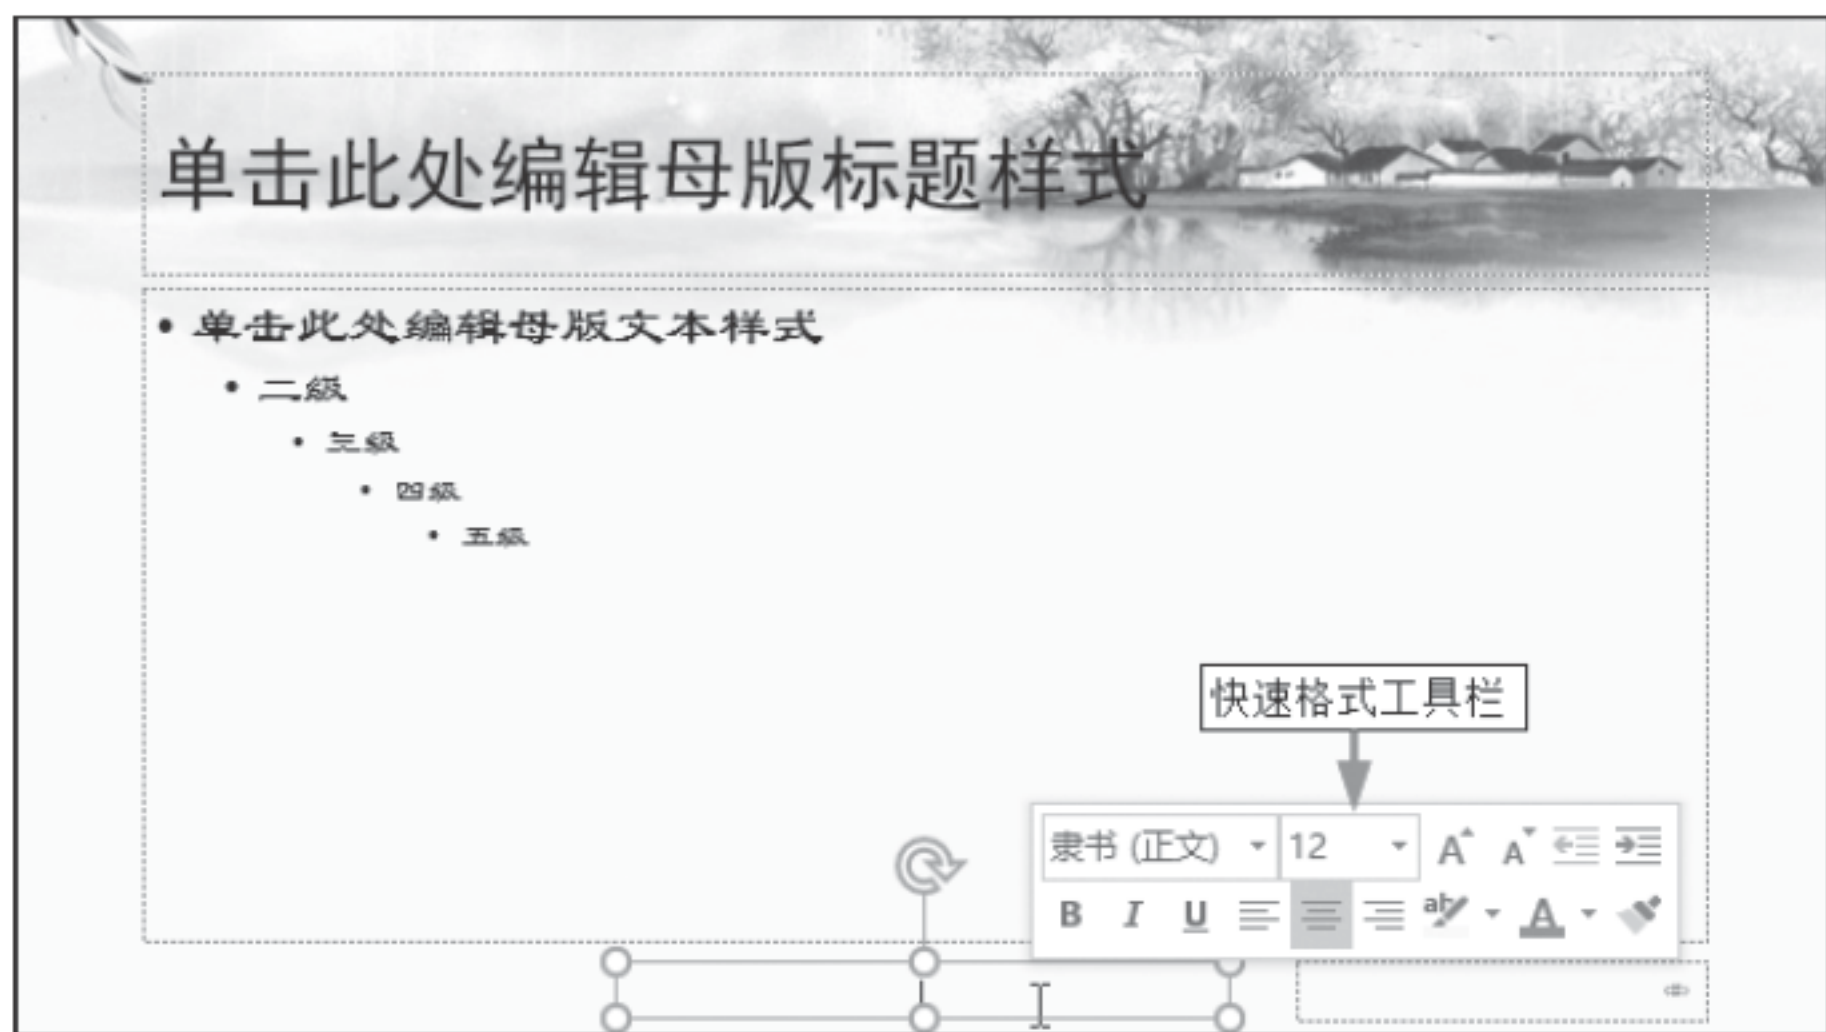 单击此处编辑母版标题样式
• 单击此处编辑母版文本样式
• 二级
• 三级
• 四级
• 五级
快速格式工具栏
隶书 (正文) 12 A A
B I U ab A
‹#›